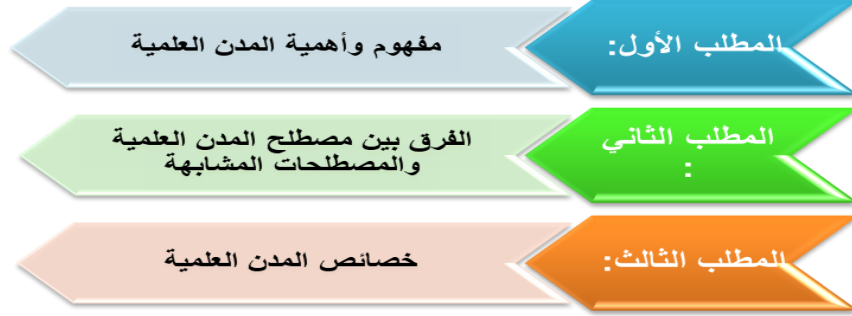 المطلب الأول:
مفهوم وأهمية المدن العلمية
المطلب الثاني
:
الفرق بين مصطلح المدن العلمية
والمصطلحات المشابهة
المطلب الثالث:
خصائص المدن العلمية